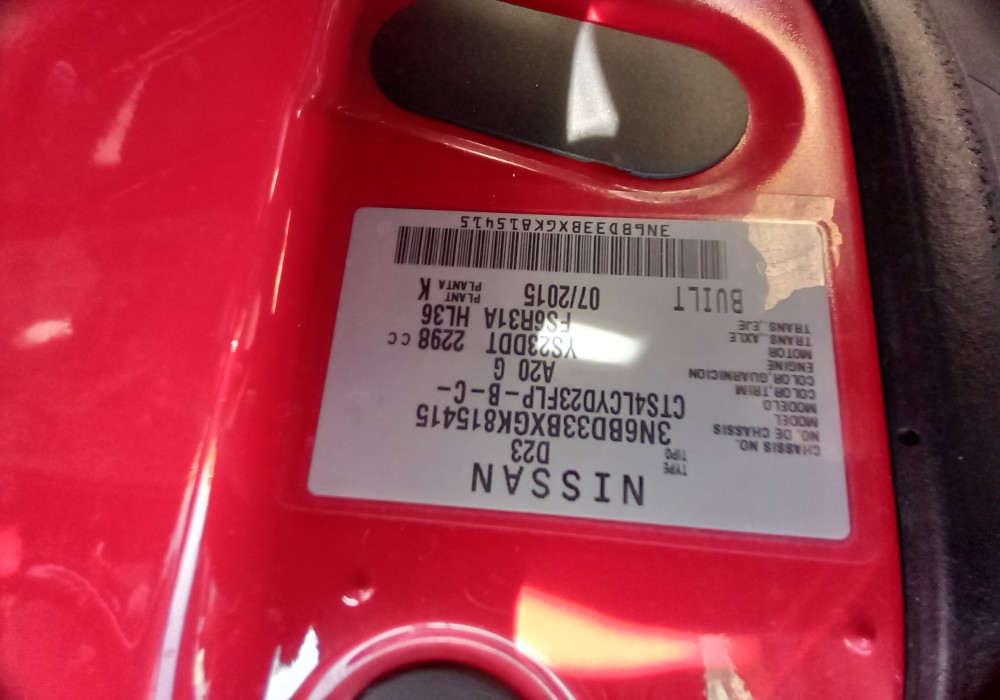 NISSAN
TYPE
TIPO D23
CHASSIS NO.
NO. DE CHASSIS 3N6BD33BXGK815415
MODEL
MODELO CTS4LCYD23FLP-B-C-
COLOR,TRIM
COLOR,GUARNICION A20 G
ENGINE
MOTOR YS23DDT 2298 cc
TRANS.,AXLE
TRANS.,EJE FS6R31A HL36
BUILT 07/2015 PLANT
PLANTA K
3N6BD33BXGK815415